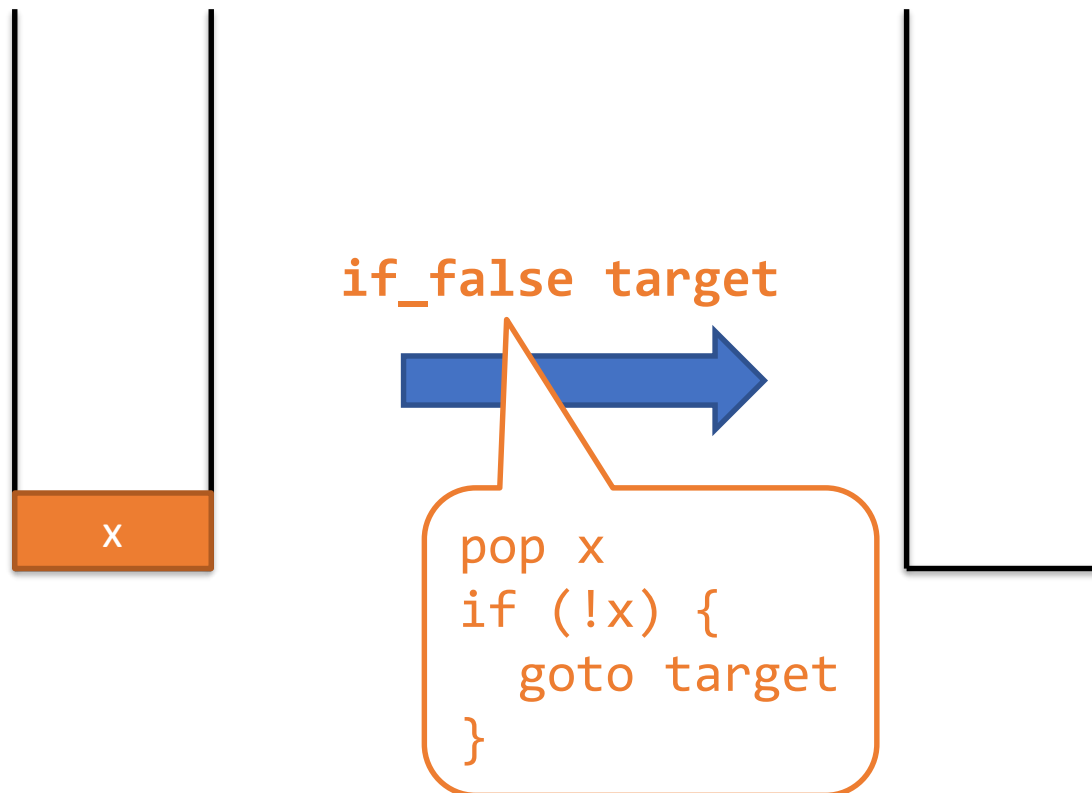 if_false target
x
pop x
if (!x) {
  goto target
}